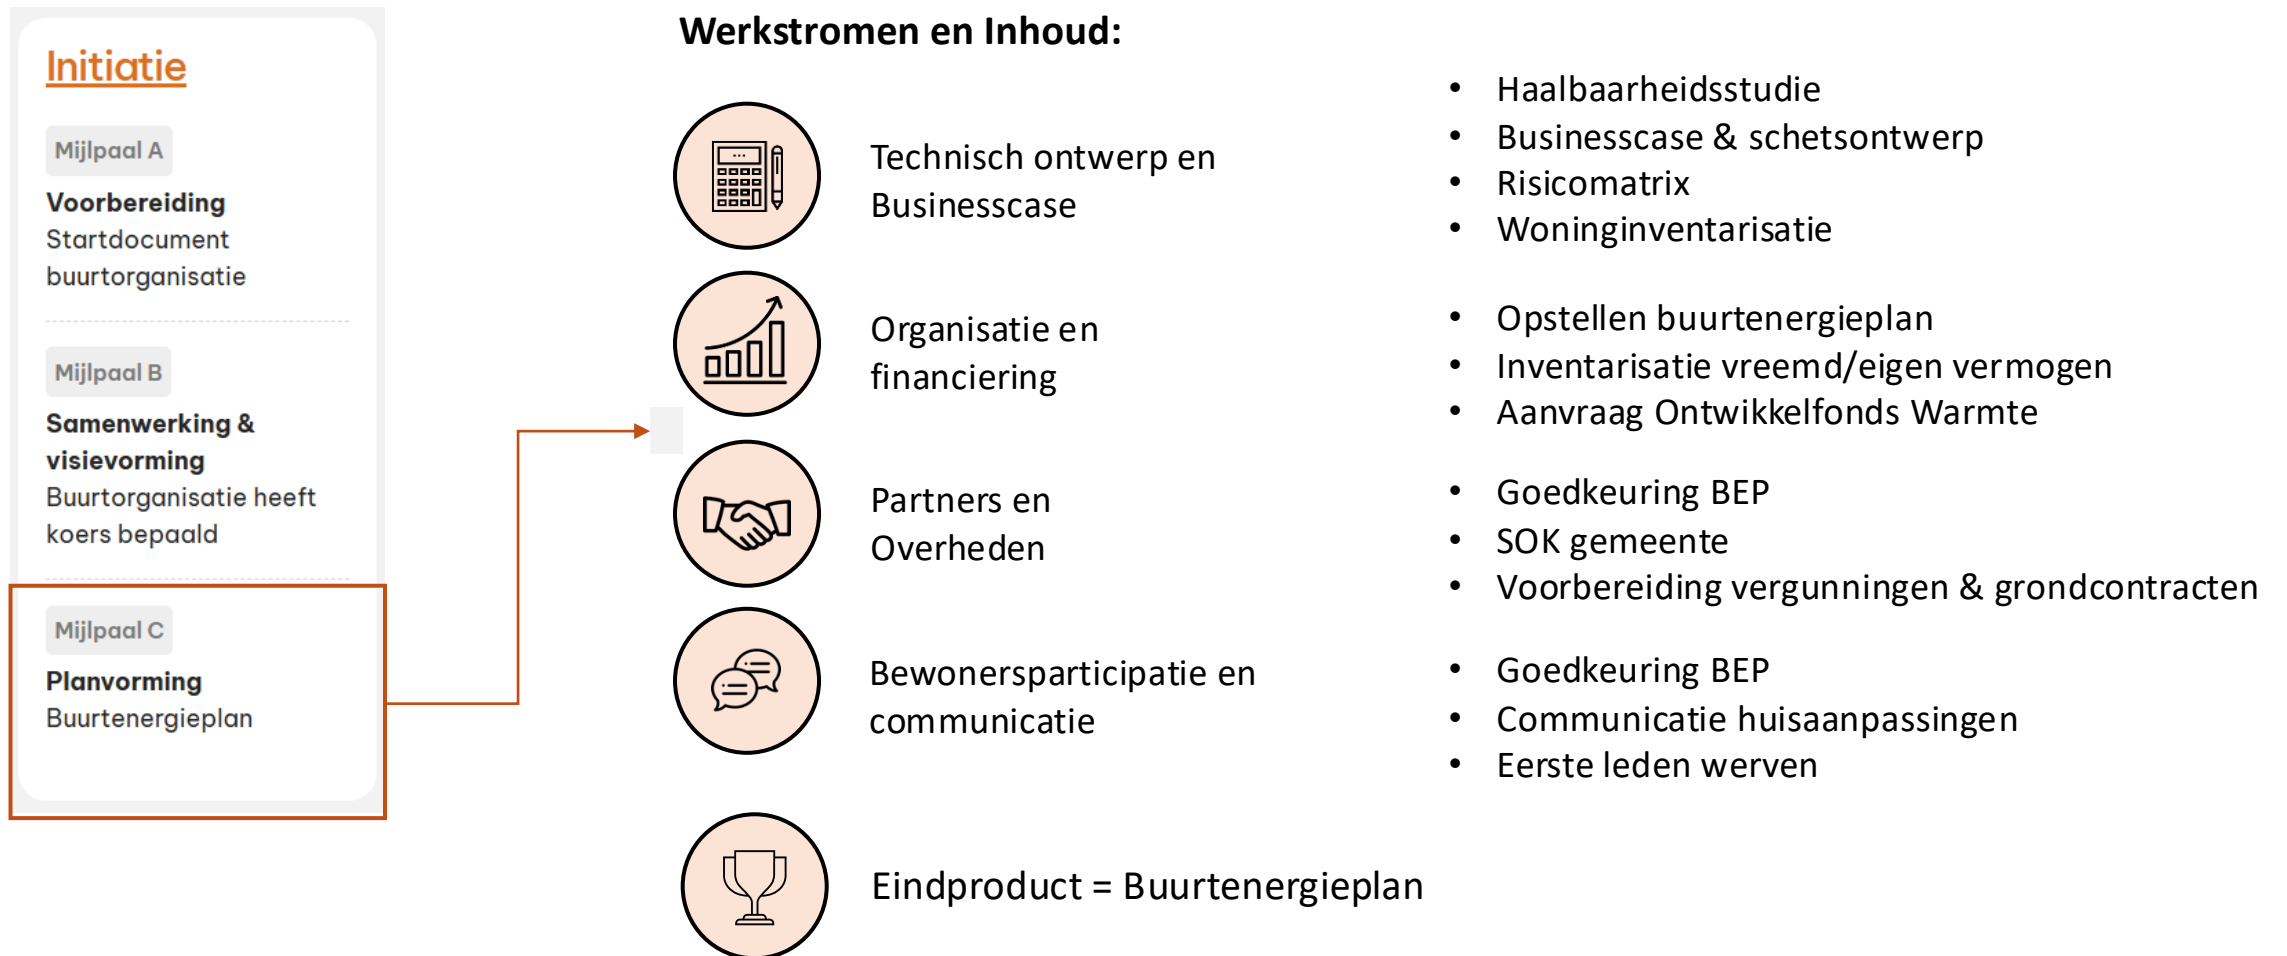 Initiatie
Mijlpaal A
Voorbereiding
Startdocument
buurtorganisatie
Mijlpaal B
Samenwerking &
visievorming
Buurtorganisatie heeft
koers bepaald
Mijlpaal C
Planvorming
Buurtenergieplan
Werkstromen en Inhoud:
Technisch ontwerp en
Businesscase
• Haalbaarheidsstudie
• Businesscase & schetsontwerp
• Risicomatrix
• Woninginventarisatie
Organisatie en
financiering
• Opstellen buurtenergieplan
• Inventarisatie vreemd/eigen vermogen
• Aanvraag Ontwikkelfonds Warmte
Partners en
Overheden
• Goedkeuring BEP
• SOK gemeente
• Voorbereiding vergunningen & grondcontracten
Bewonersparticipatie en
communicatie
• Goedkeuring BEP
• Communicatie huisaanpassingen
• Eerste leden werven
Eindproduct = Buurtenergieplan